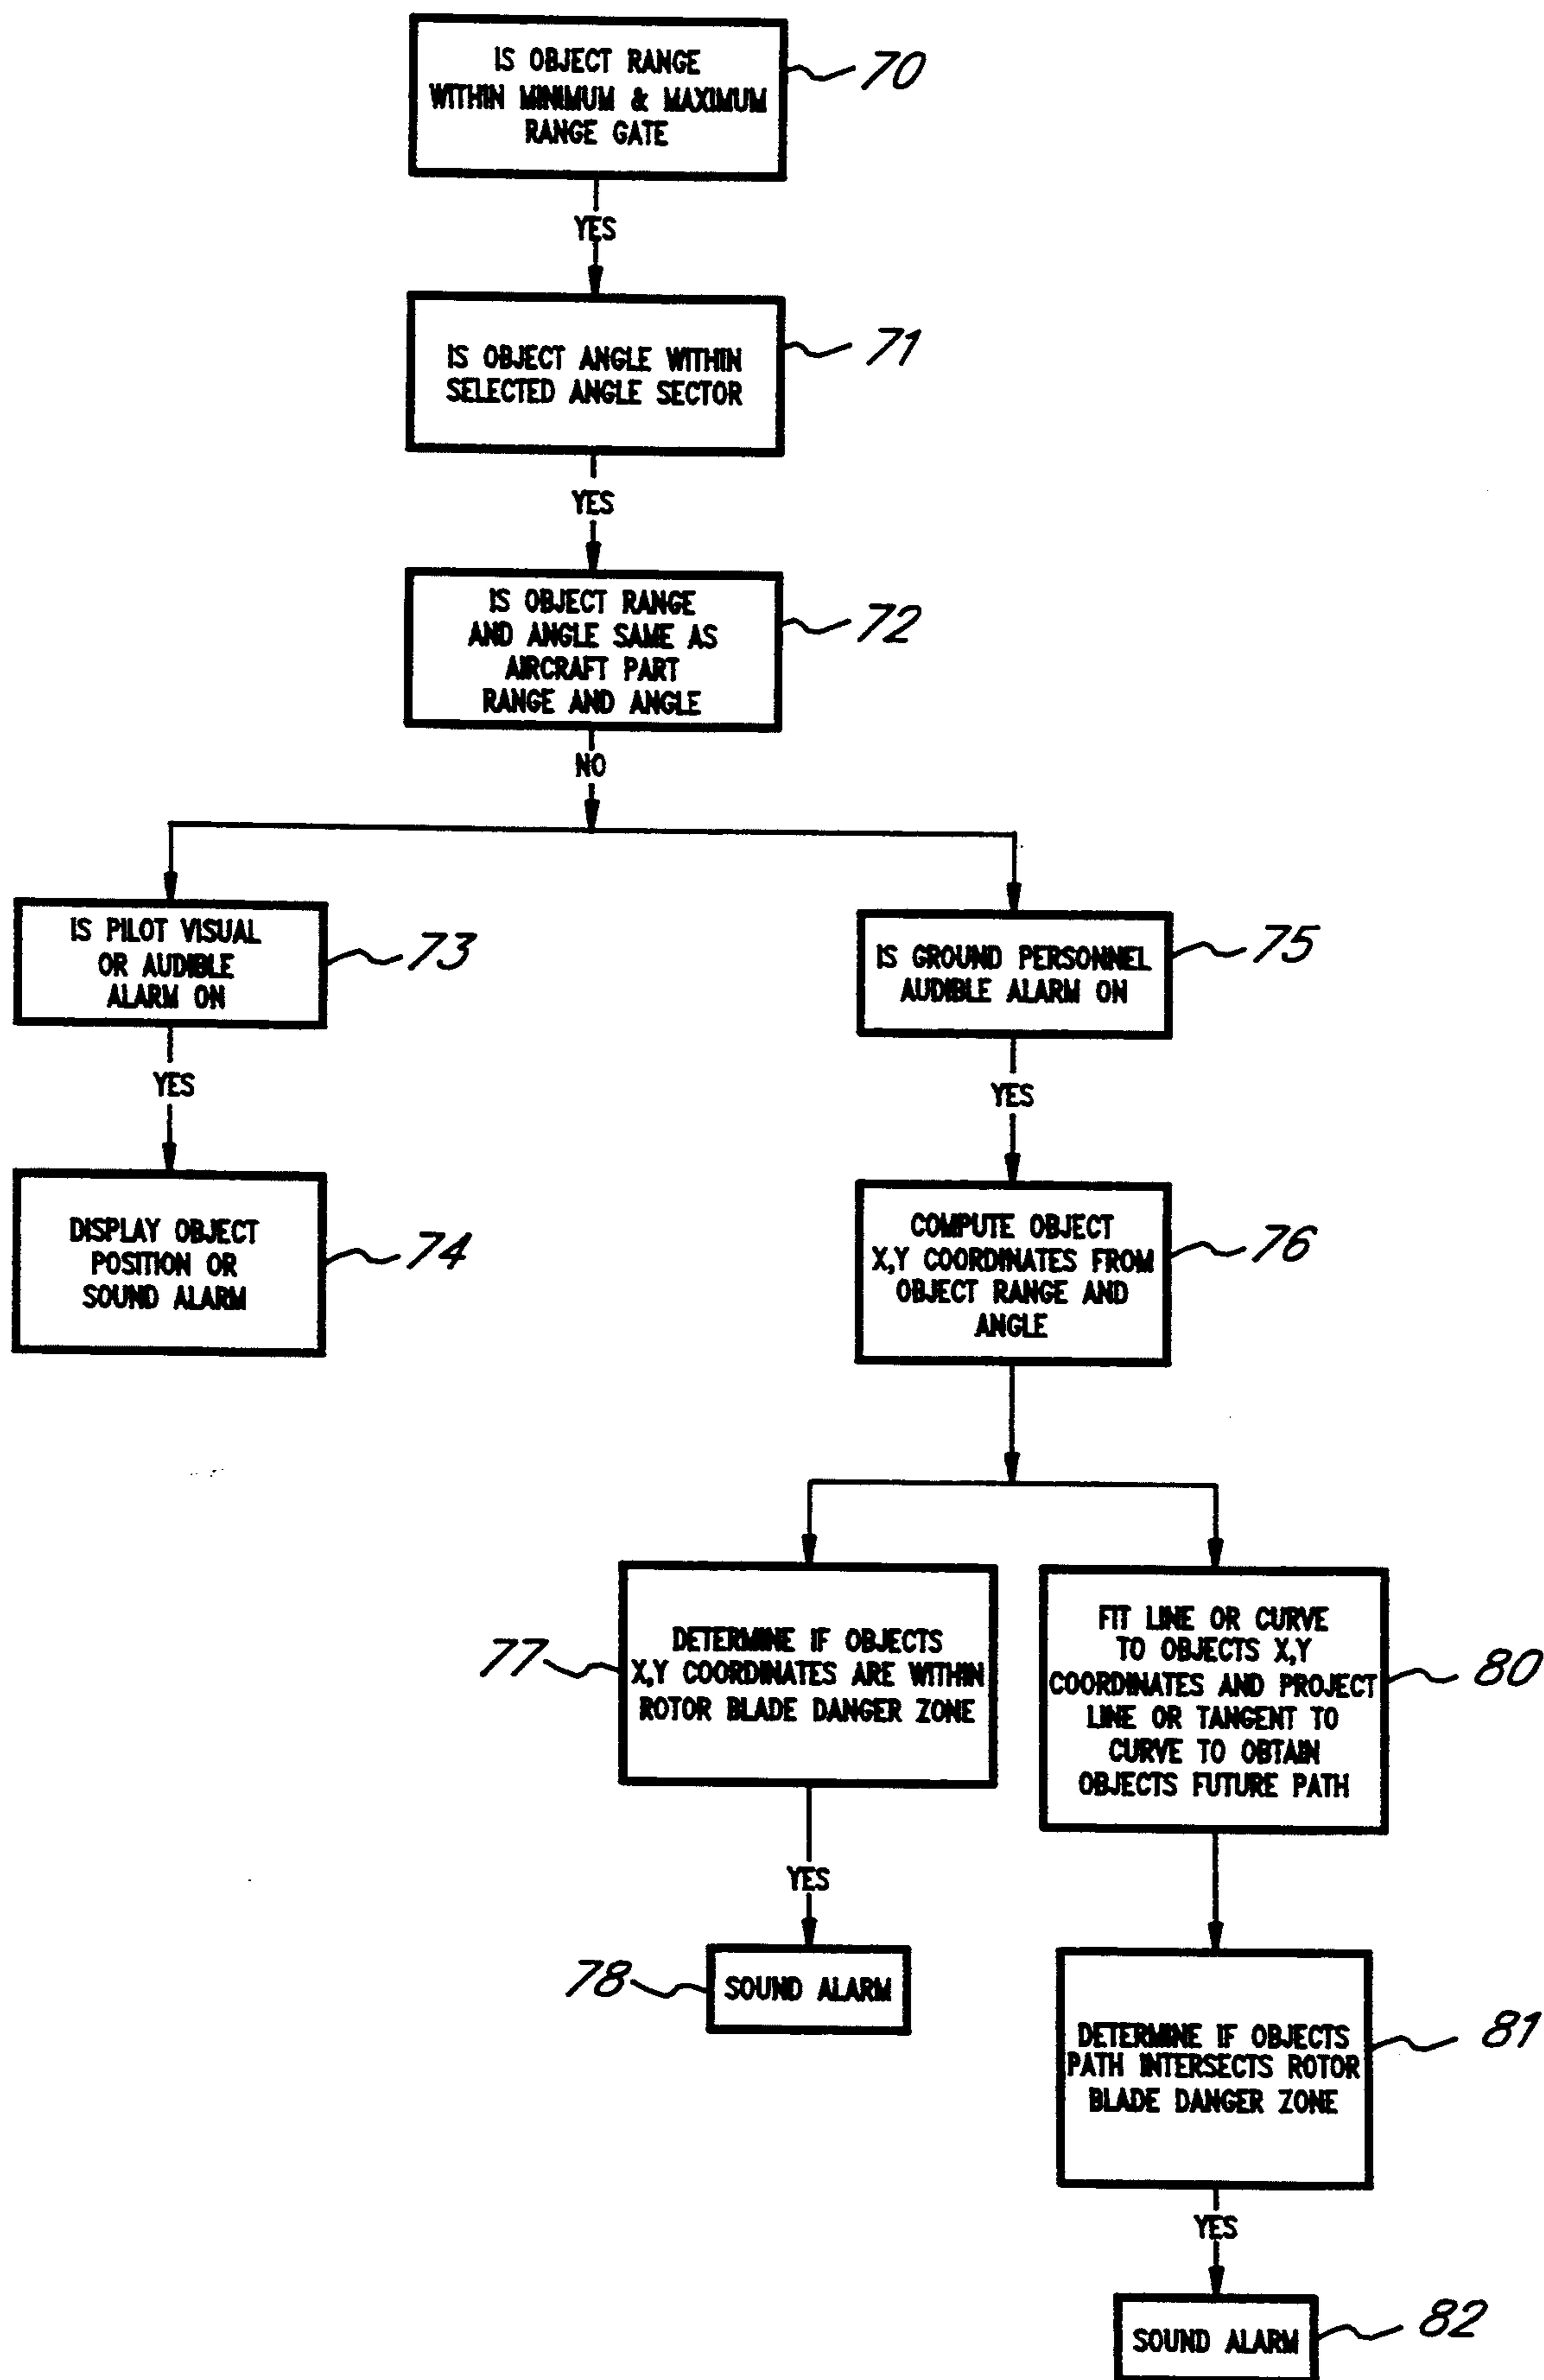 IS OBJECT RANGE
WITHIN MINIMUM & MAXIMUM
RANGE GATE
70
YES
IS OBJECT ANGLE WITHIN
SELECTED ANGLE SECTOR
71
YES
IS OBJECT RANGE
AND ANGLE SAME AS
AIRCRAFT PART
RANGE AND ANGLE
72
NO
IS PILOT VISUAL
OR AUDIBLE
ALARM ON
73
YES
DISPLAY OBJECT
POSITION OR
SOUND ALARM
74
IS GROUND PERSONNEL
AUDIBLE ALARM ON
75
YES
COMPUTE OBJECT
X,Y COORDINATES FROM
OBJECT RANGE AND
ANGLE
76
77
DETERMINE IF OBJECTS
X,Y COORDINATES ARE WITHIN
ROTOR BLADE DANGER ZONE
YES
78
SOUND ALARM
FIT LINE OR CURVE
TO OBJECTS X,Y
COORDINATES AND PROJECT
LINE OR TANGENT TO
CURVE TO OBTAIN
OBJECTS FUTURE PATH
80
DETERMINE IF OBJECTS
PATH INTERSECTS ROTOR
BLADE DANGER ZONE
81
YES
SOUND ALARM
82